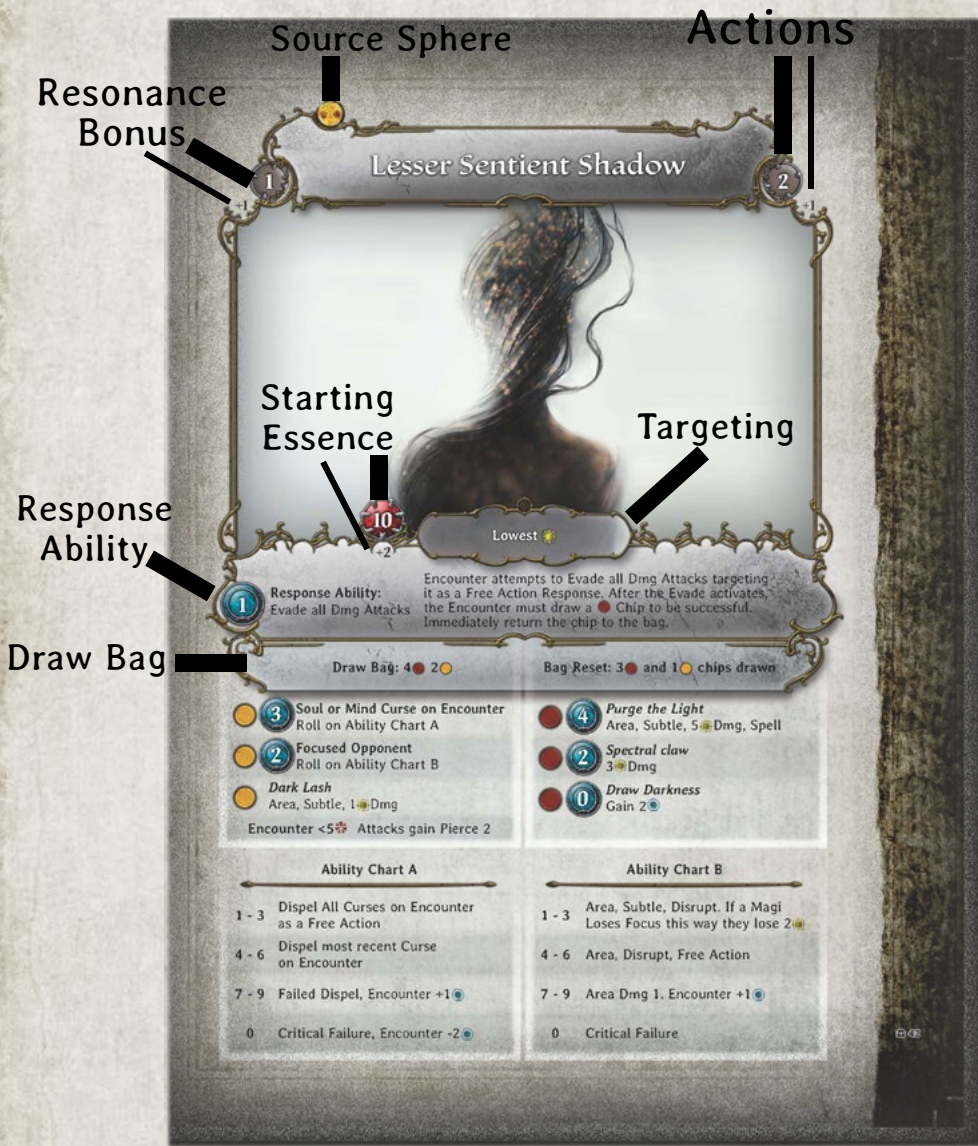 Source Sphere
Actions
Resonance
Bonus
Lesser Sentient Shadow
1
2
+1
+1
Starting
Essence
Targeting
10
+2
Lowest
Response
Ability
1
Response Ability:
Evade all Dmg Attacks
Encounter attempts to Evade all Dmg Attacks targeting
it as a Free Action Response. After the Evade activates,
the Encounter must draw a Chip to be successful.
Immediately return the chip to the bag.
Draw Bag
Draw Bag: 4 2
Bag Reset: 3 and 1 chips drawn
3 Soul or Mind Curse on Encounter
Roll on Ability Chart A
2 Focused Opponent
Roll on Ability Chart B
Dark Lash
Area, Subtle, 1 Dmg
Encounter <5 Attacks gain Pierce 2
4 Purge the Light
Area, Subtle, 5 Dmg, Spell
2 Spectral claw
3 Dmg
0 Draw Darkness
Gain 2
Ability Chart A
1 - 3 Dispel All Curses on Encounter
as a Free Action
4 - 6 Dispel most recent Curse
on Encounter
7 - 9 Failed Dispel, Encounter +1
0 Critical Failure, Encounter -2
Ability Chart B
1 - 3 Area, Subtle, Disrupt. If a Magi
Loses Focus this way they lose 2
4 - 6 Area, Disrupt, Free Action
7 - 9 Area Dmg 1. Encounter +1
0 Critical Failure